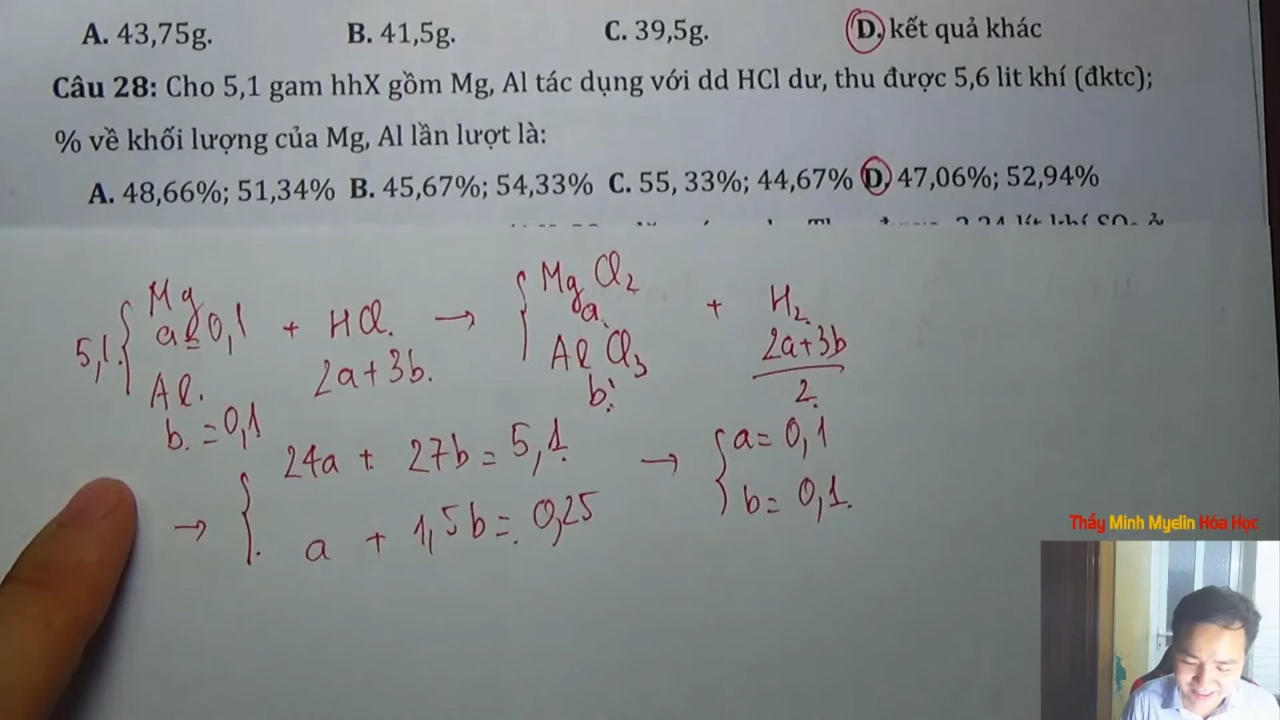 A. 43,75g. B. 41,5g. C. 39,5g. D. kết quả khác
Câu 28: Cho 5,1 gam hhX gồm Mg, Al tác dụng với dd HCl dư, thu được 5,6 lit khí (đktc);
% về khối lượng của Mg, Al lần lượt là:
A. 48,66%; 51,34% B. 45,67%; 54,33% C. 55, 33%; 44,67% D. 47,06%; 52,94%
5,1. { Mg + HCl. → { MgCl2 + H2
a = 0,1 2a+3b. a. 2a+3b
Al. AlCl3 2.
b. = 0,1 b.
→ { 24a + 27b = 5,1. → { a = 0,1
a + 1,5b = 0,25 b = 0,1.
Thầy Minh Myelin Hóa Học